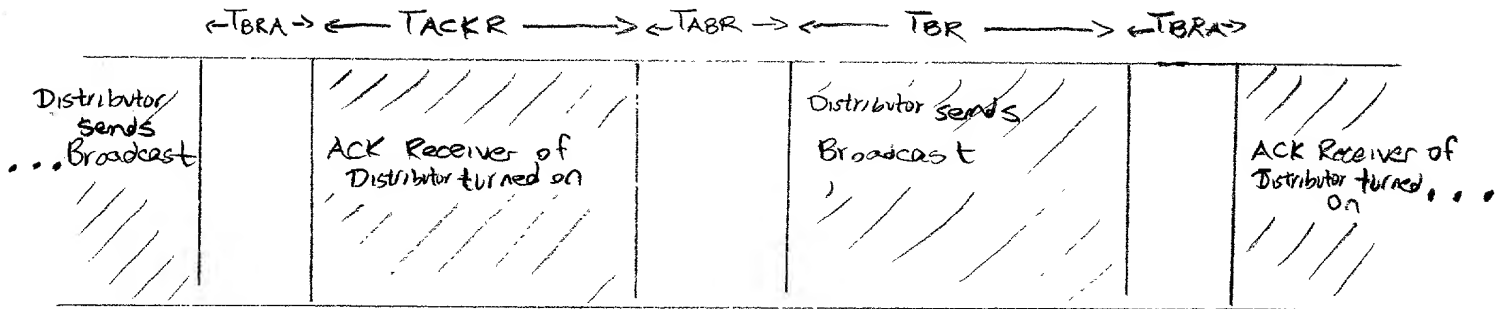 TBRA TACKR TABR TBR TBRA
Distributor
sends
...Broadcast
ACK Receiver of
Distributor turned on
Distributor sends
Broadcast
ACK Receiver of
Distributor turned...
on